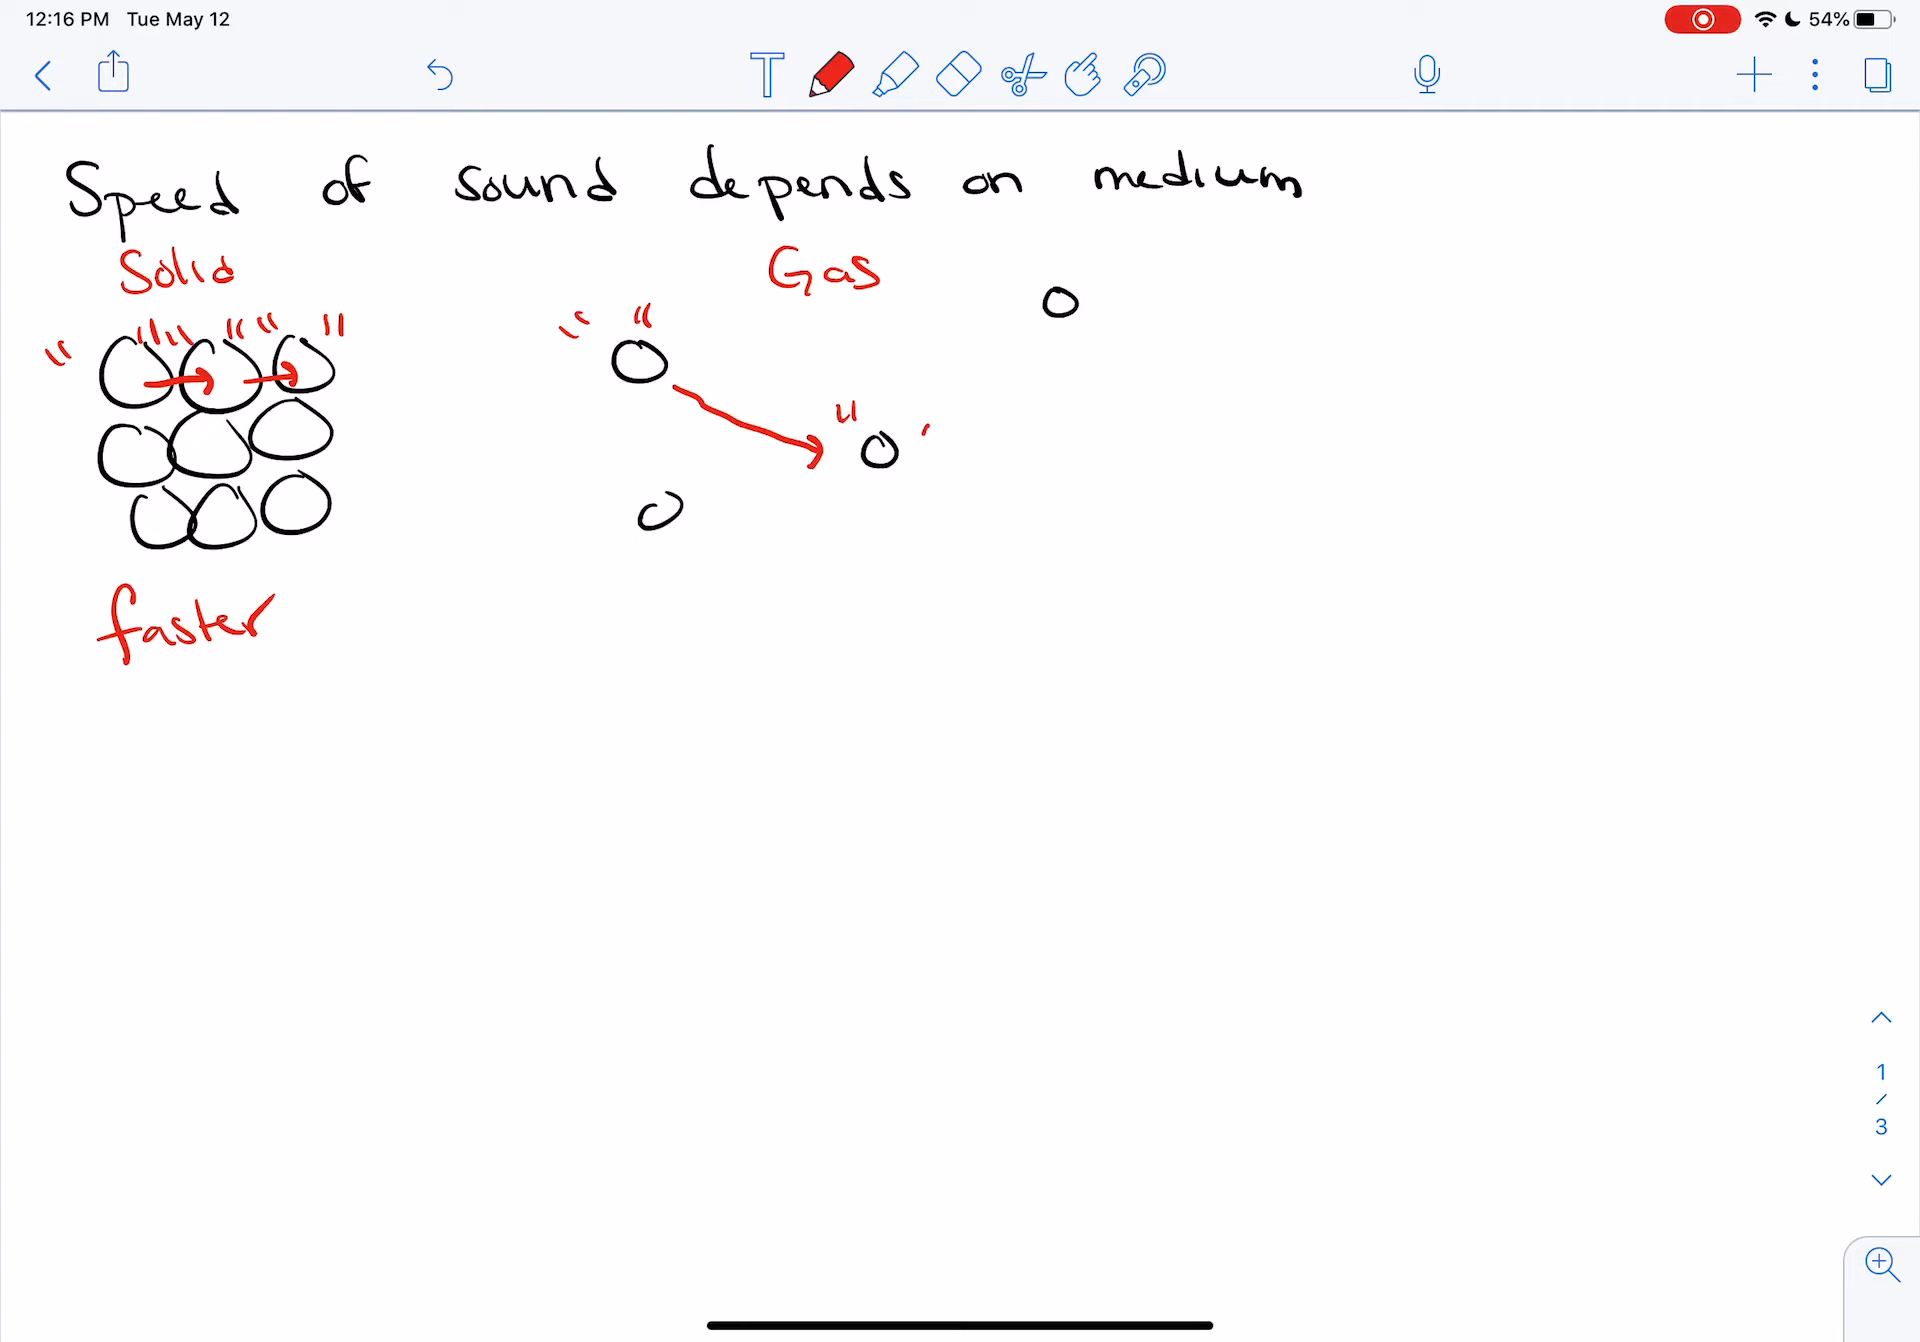 12:16 PM Tue May 12
54%
T
Speed of sound depends on medium
Solid Gas
faster
1
/
3